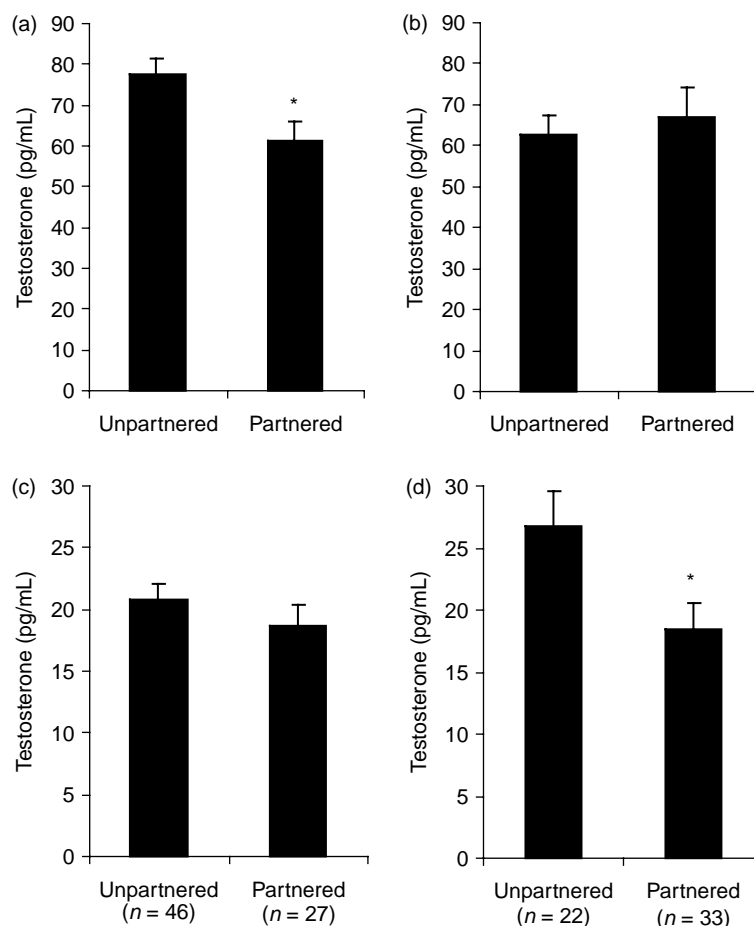 (a)
90
80
70
60
50
40
30
20
10
0
Testosterone (pg/mL)
*
Unpartnered Partnered
(b)
90
80
70
60
50
40
30
20
10
0
Testosterone (pg/mL)
Unpartnered Partnered
(c)
30
25
20
15
10
5
0
Testosterone (pg/mL)
Unpartnered Partnered
(n = 46) (n = 27)
(d)
30
25
20
15
10
5
0
Testosterone (pg/mL)
*
Unpartnered Partnered
(n = 22) (n = 33)